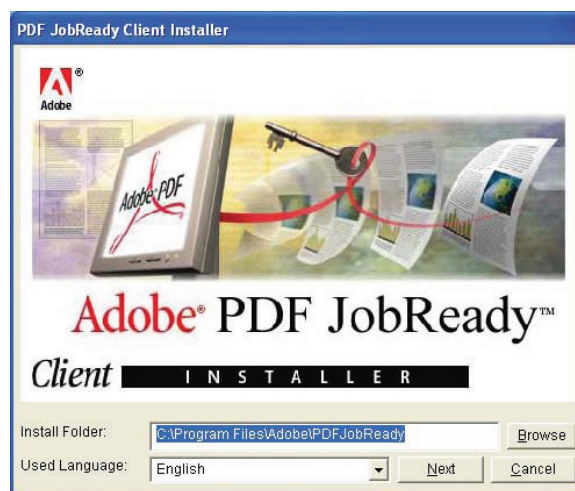 PDF JobReady Client Installer
®
Adobe
Adobe PDF
Adobe® PDF JobReady™
Client INSTALLER
Install Folder: C:\Program Files\Adobe\PDFJobReady Browse
Used Language: English Next Cancel